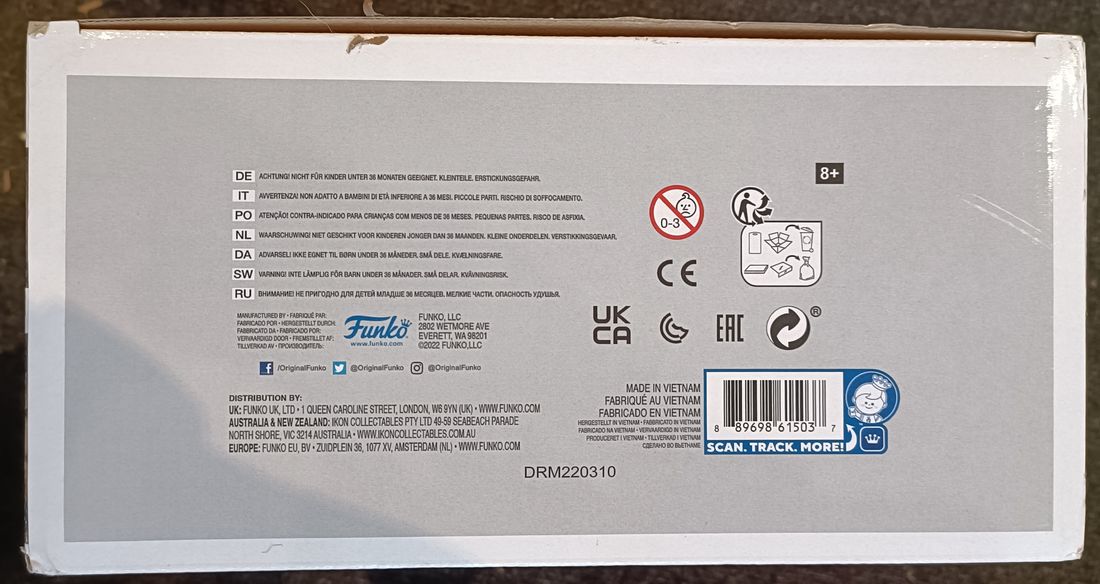 8+
DE ACHTUNG! NICHT FÜR KINDER UNTER 36 MONATEN GEEIGNET. KLEINTEILE. ERSTICKUNGSGEFAHR.
IT AVVERTENZA! NON ADATTO A BAMBINI DI ETÀ INFERIORE A 36 MESI. PICCOLE PARTI. RISCHIO DI SOFFOCAMENTO.
PO ATENÇÃO! CONTRA-INDICADO PARA CRIANÇAS COM MENOS DE 36 MESES. PEQUENAS PARTES. RISCO DE ASFIXIA.
NL WAARSCHUWING! NIET GESCHIKT VOOR KINDEREN JONGER DAN 36 MAANDEN. KLEINE ONDERDELEN. VERSTIKKINGSGEVAAR.
DA ADVARSEL! IKKE EGNET TIL BØRN UNDER 36 MÅNEDER. SMÅ DELE. KVÆLNINGSFARE.
SW VARNING! INTE LÄMPLIG FÖR BARN UNDER 36 MÅNADER. SMÅ DELAR. KVÄVNINGSRISK.
RU ВНИМАНИЕ! НЕ ПРИГОДНО ДЛЯ ДЕТЕЙ МЛАДШЕ 36 МЕСЯЦЕВ. МЕЛКИЕ ЧАСТИ. ОПАСНОСТЬ УДУШЬЯ.
0-3
CE
UK
CA
EAC
®
MANUFACTURED BY • FABRIQUÉ PAR:
FABRICADO POR • HERGESTELLT DURCH:
FABBRICATO DA • FABRICADO POR:
VERVAARDIGD DOOR • FREMSTILLET AF:
TILLVERKAD AV • ПРОИЗВОДИТЕЛЬ:
Funko
www.funko.com
FUNKO, LLC
2802 WETMORE AVE
EVERETT, WA 98201
©2022 FUNKO,LLC
/OriginalFunko @OriginalFunko @OriginalFunko
DISTRIBUTION BY:
UK: FUNKO UK, LTD • 1 QUEEN CAROLINE STREET, LONDON, W6 9YN (UK) • WWW.FUNKO.COM
AUSTRALIA & NEW ZEALAND: IKON COLLECTABLES PTY LTD 49-59 SEABEACH PARADE
NORTH SHORE, VIC 3214 AUSTRALIA • WWW.IKONCOLLECTABLES.COM.AU
EUROPE: FUNKO EU, BV • ZUIDPLEIN 36, 1077 XV, AMSTERDAM (NL) • WWW.FUNKO.COM
MADE IN VIETNAM
FABRIQUÉ AU VIETNAM
FABRICADO EN VIETNAM
HERGESTELLT IN VIETNAM • FABBRICATO IN VIETNAM
FABRICADO NA VIETNAM • VERVAARDIGD IN VIETNAM
PRODUCERET I VIETNAM • TILLVERKAD I VIETNAM
СДЕЛАНО ВО ВЬЕТНАМЕ
8 89698 61503 7
SCAN. TRACK. MORE!
DRM220310